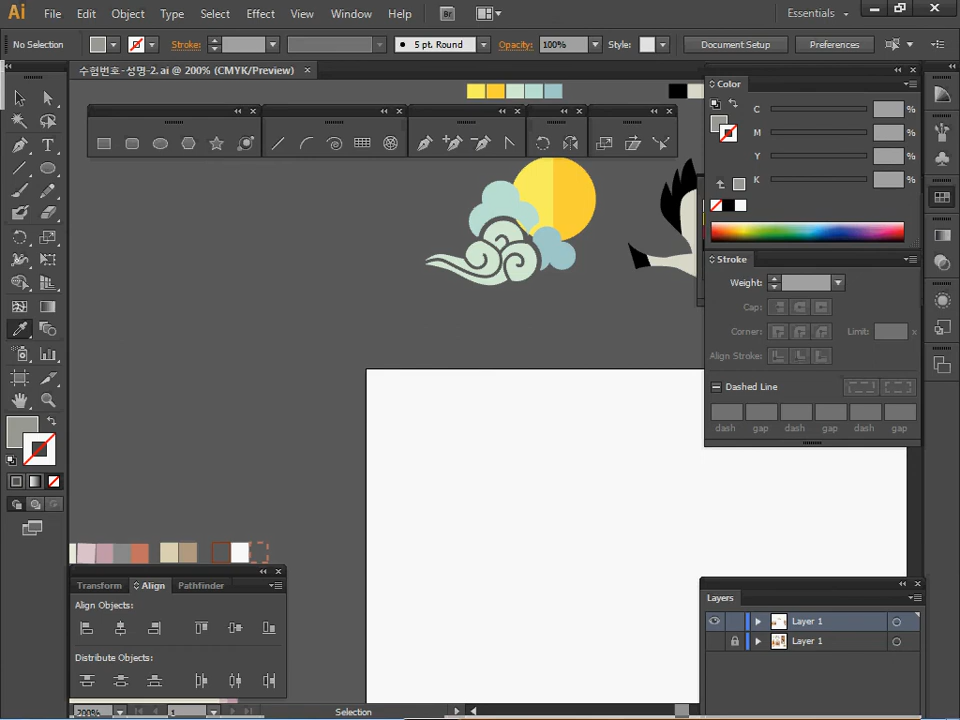 Ai File Edit Object Type Select Effect View Window Help Br Essentials
No Selection Stroke: 5 pt. Round Opacity: 100% Style: Document Setup Preferences
수험번호-성명-2.ai @ 200% (CMYK/Preview)
Color
C %
M %
Y %
K %
Stroke
Weight:
Cap:
Corner: Limit: x
Align Stroke:
Dashed Line
dash gap dash gap dash gap
Transform Align Pathfinder
Align Objects:
Distribute Objects:
Layers
Layer 1
Layer 1
200% 1 Selection